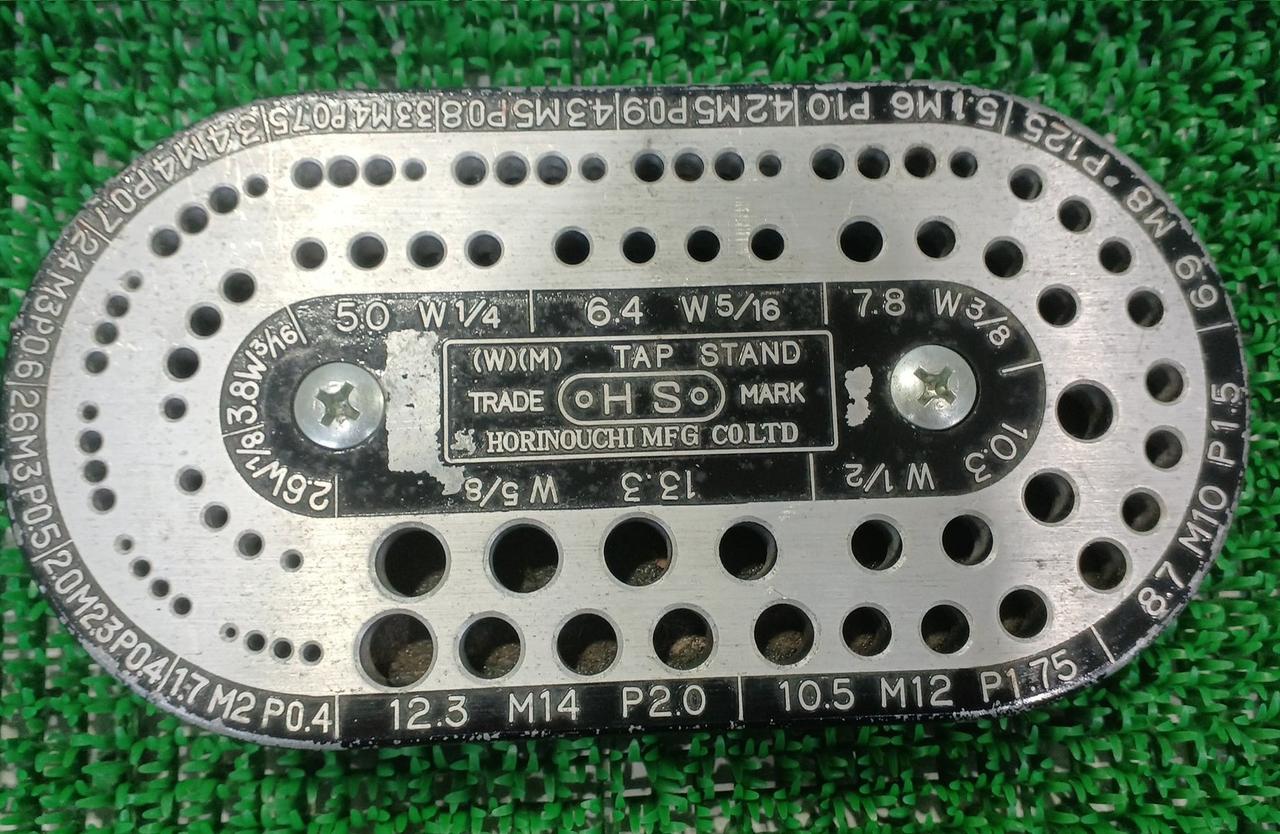 5.1 M6 P1.0
4.2 M5 P0.9
4.3 M5 P0.8
3.3 M4 P0.75
3.4 M4 P0.7
2.4 M3 P0.6
2.6 M3 P0.5
2.0 M2.3 P0.4
1.7 M2 P0.4
12.3 M14 P2.0
10.5 M12 P1.75
8.7 M10 P1.5
6.9 M8 P1.25
2.6 W1/8
3.8 W3/16
5.0 W1/4
6.4 W5/16
7.8 W3/8
10.3 W1/2
13.3 W5/8
(W)(M) TAP STAND
TRADE HS MARK
HORINOUCHI MFG CO.LTD